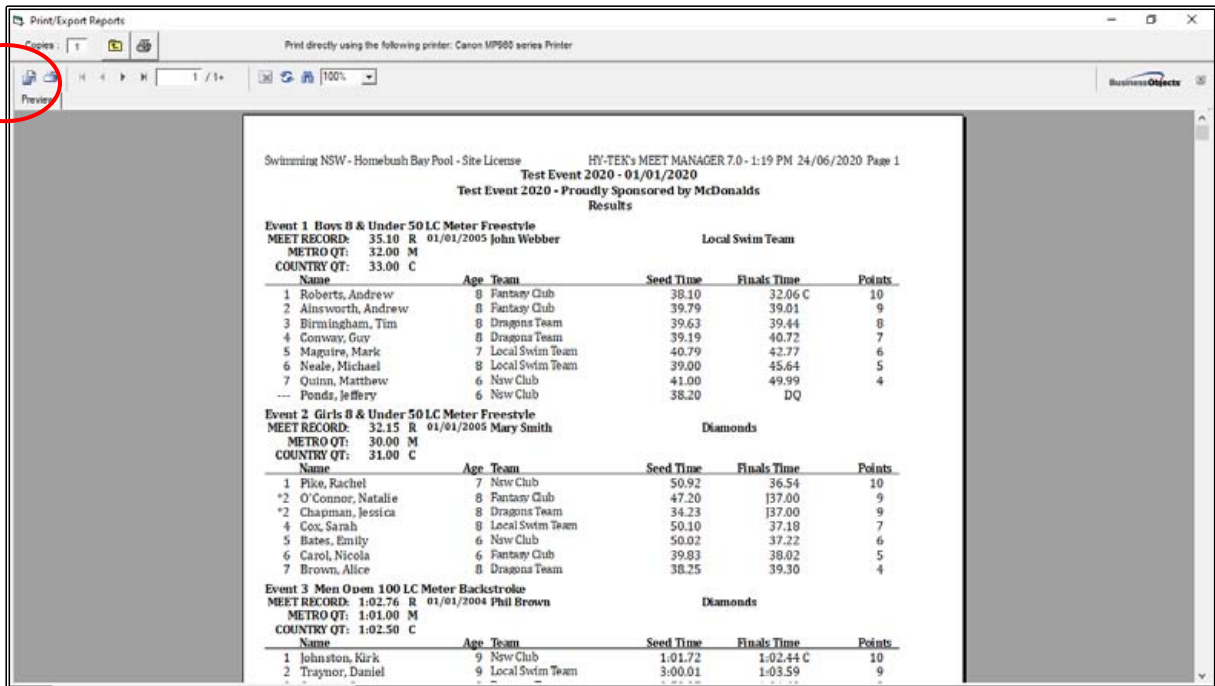 Print/Export Reports
Copies : 1 Print directly using the following printer: Canon MP980 series Printer
1 / 1+ 100% BusinessObjects
Preview
Swimming NSW - Homebush Bay Pool - Site License HY-TEK's MEET MANAGER 7.0 - 1:19 PM 24/06/2020 Page 1
Test Event 2020 - 01/01/2020
Test Event 2020 - Proudly Sponsored by McDonalds
Results
Event 1 Boys 8 & Under 50 LC Meter Freestyle
MEET RECORD: 35.10 R 01/01/2005 John Webber Local Swim Team
METRO QT: 32.00 M
COUNTRY QT: 33.00 C
Name Age Team Seed Time Finals Time Points
1 Roberts, Andrew 8 Fantasy Club 38.10 32.06 C 10
2 Ainsworth, Andrew 8 Fantasy Club 39.79 39.01 9
3 Birmingham, Tim 8 Dragons Team 39.63 39.44 8
4 Conway, Guy 8 Dragons Team 39.19 40.72 7
5 Maguire, Mark 7 Local Swim Team 40.79 42.77 6
6 Neale, Michael 8 Local Swim Team 39.00 45.64 5
7 Quinn, Matthew 6 Nsw Club 41.00 49.99 4
--- Ponds, Jeffery 6 Nsw Club 38.20 DQ
Event 2 Girls 8 & Under 50 LC Meter Freestyle
MEET RECORD: 32.15 R 01/01/2005 Mary Smith Diamonds
METRO QT: 30.00 M
COUNTRY QT: 31.00 C
Name Age Team Seed Time Finals Time Points
1 Pike, Rachel 7 Nsw Club 50.92 36.54 10
*2 O'Connor, Natalie 8 Fantasy Club 47.20 J37.00 9
*2 Chapman, Jessica 8 Dragons Team 34.23 J37.00 9
4 Cox, Sarah 8 Local Swim Team 50.10 37.18 7
5 Bates, Emily 6 Nsw Club 50.02 37.22 6
6 Carol, Nicola 6 Fantasy Club 39.83 38.02 5
7 Brown, Alice 8 Dragons Team 38.25 39.30 4
Event 3 Men Open 100 LC Meter Backstroke
MEET RECORD: 1:02.76 R 01/01/2004 Phil Brown Diamonds
METRO QT: 1:01.00 M
COUNTRY QT: 1:02.50 C
Name Age Team Seed Time Finals Time Points
1 Johnston, Kirk 9 Nsw Club 1:01.72 1:02.44 C 10
2 Traynor, Daniel 9 Local Swim Team 3:00.01 1:03.59 9